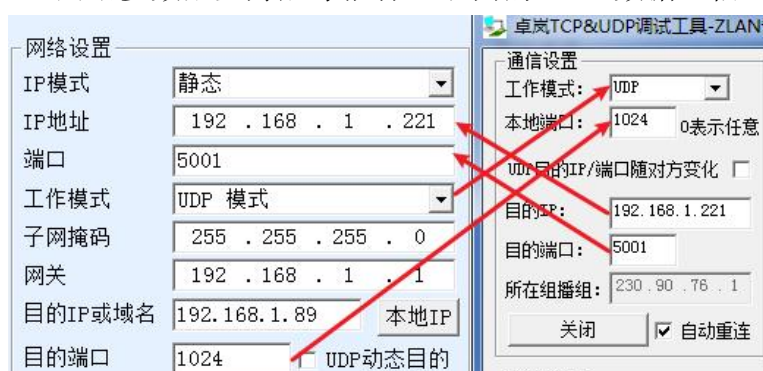 网络设置
IP模式 静态
IP地址 192 .168 . 1 .221
端口 5001
工作模式 UDP 模式
子网掩码 255 .255 .255 . 0
网关 192 .168 . 1 . 1
目的IP或域名 192.168.1.89 本地IP
目的端口 1024 UDP动态目的
卓岚TCP&UDP调试工具-ZLAN
通信设置
工作模式: UDP
本地端口: 1024 0表示任意
UDP目的IP/端口随对方变化
目的IP: 192.168.1.221
目的端口: 5001
所在组播组: 230 .90 .76 . 1
关闭 自动重连